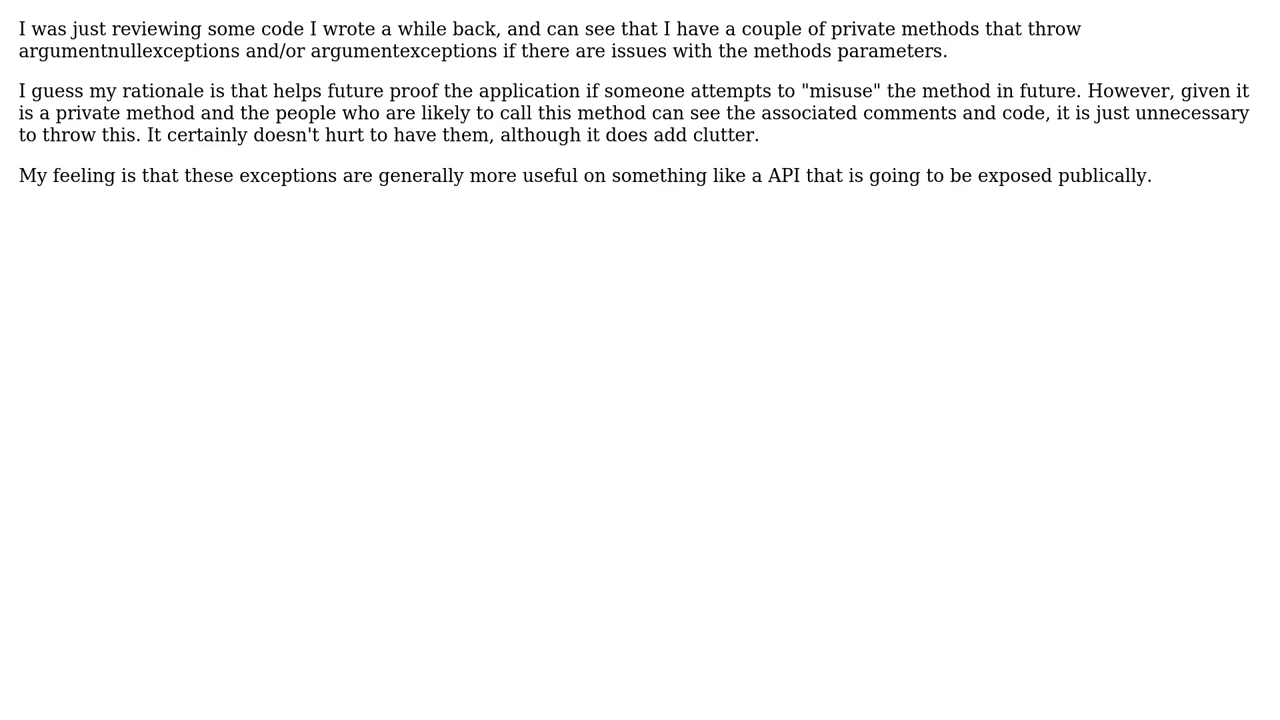 I was just reviewing some code I wrote a while back, and can see that I have a couple of private methods that throw
argumentnullexceptions and/or argumentexceptions if there are issues with the methods parameters.
I guess my rationale is that helps future proof the application if someone attempts to "misuse" the method in future. However, given it
is a private method and the people who are likely to call this method can see the associated comments and code, it is just unnecessary
to throw this. It certainly doesn't hurt to have them, although it does add clutter.
My feeling is that these exceptions are generally more useful on something like a API that is going to be exposed publically.